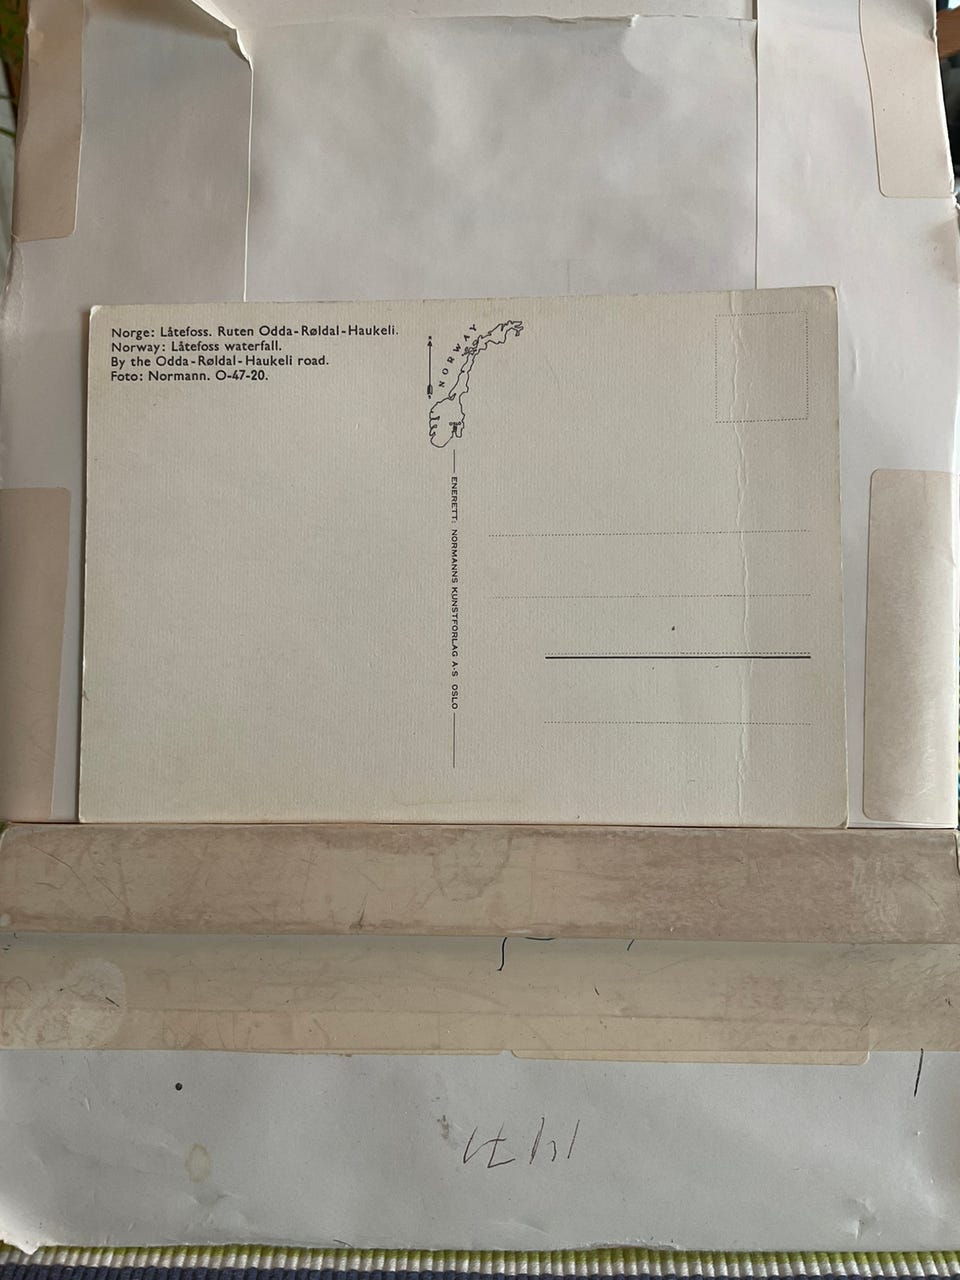 Norge: Låtefoss. Ruten Odda-Røldal-Haukeli.
Norway: Låtefoss waterfall.
By the Odda-Røldal-Haukeli road.
Foto: Normann. O-47-20.
NORWAY
OSLO
ENERETT: NORMANNS KUNSTFORLAG A-S OSLO